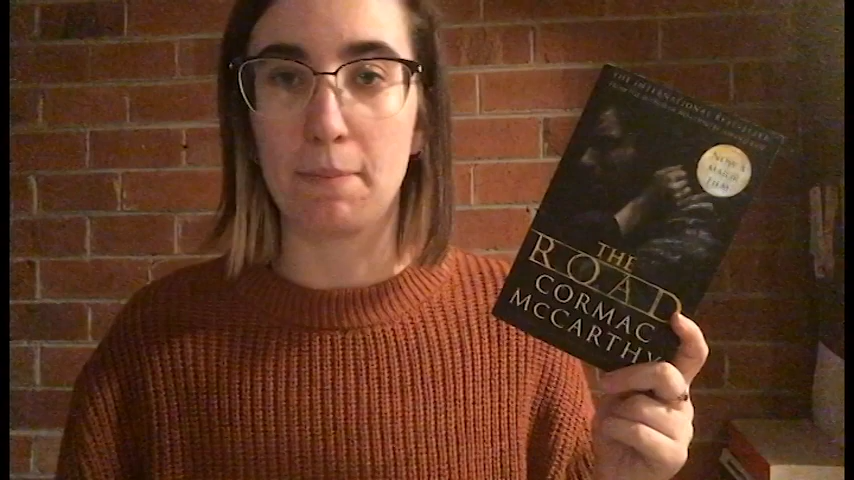 THE INTERNATIONAL BESTSELLER
NOW A
MAJOR
FILM
THE
ROAD
CORMAC
MCCARTHY